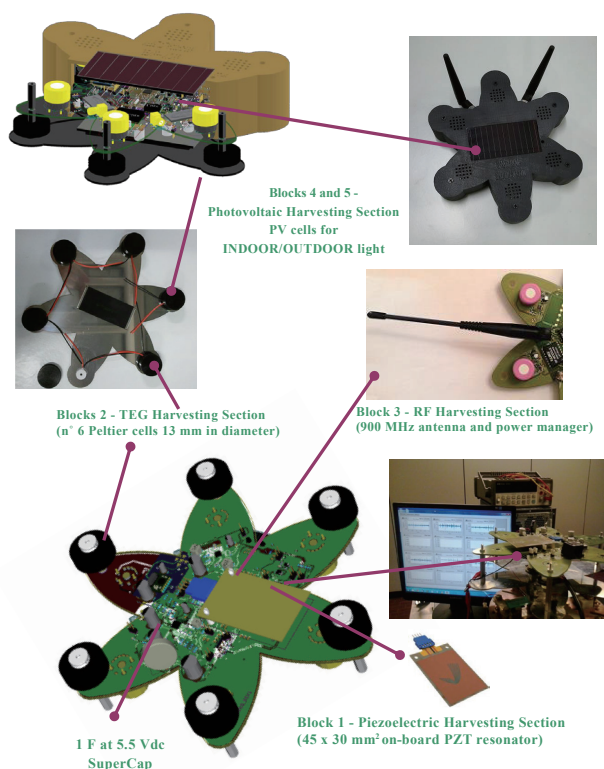 Blocks 4 and 5 -
Photovoltaic Harvesting Section
PV cells for
INDOOR/OUTDOOR light
Blocks 2 - TEG Harvesting Section
(n° 6 Peltier cells 13 mm in diameter)
Block 3 - RF Harvesting Section
(900 MHz antenna and power manager)
1 F at 5.5 Vdc
SuperCap
Block 1 - Piezoelectric Harvesting Section
(45 x 30 mm² on-board PZT resonator)